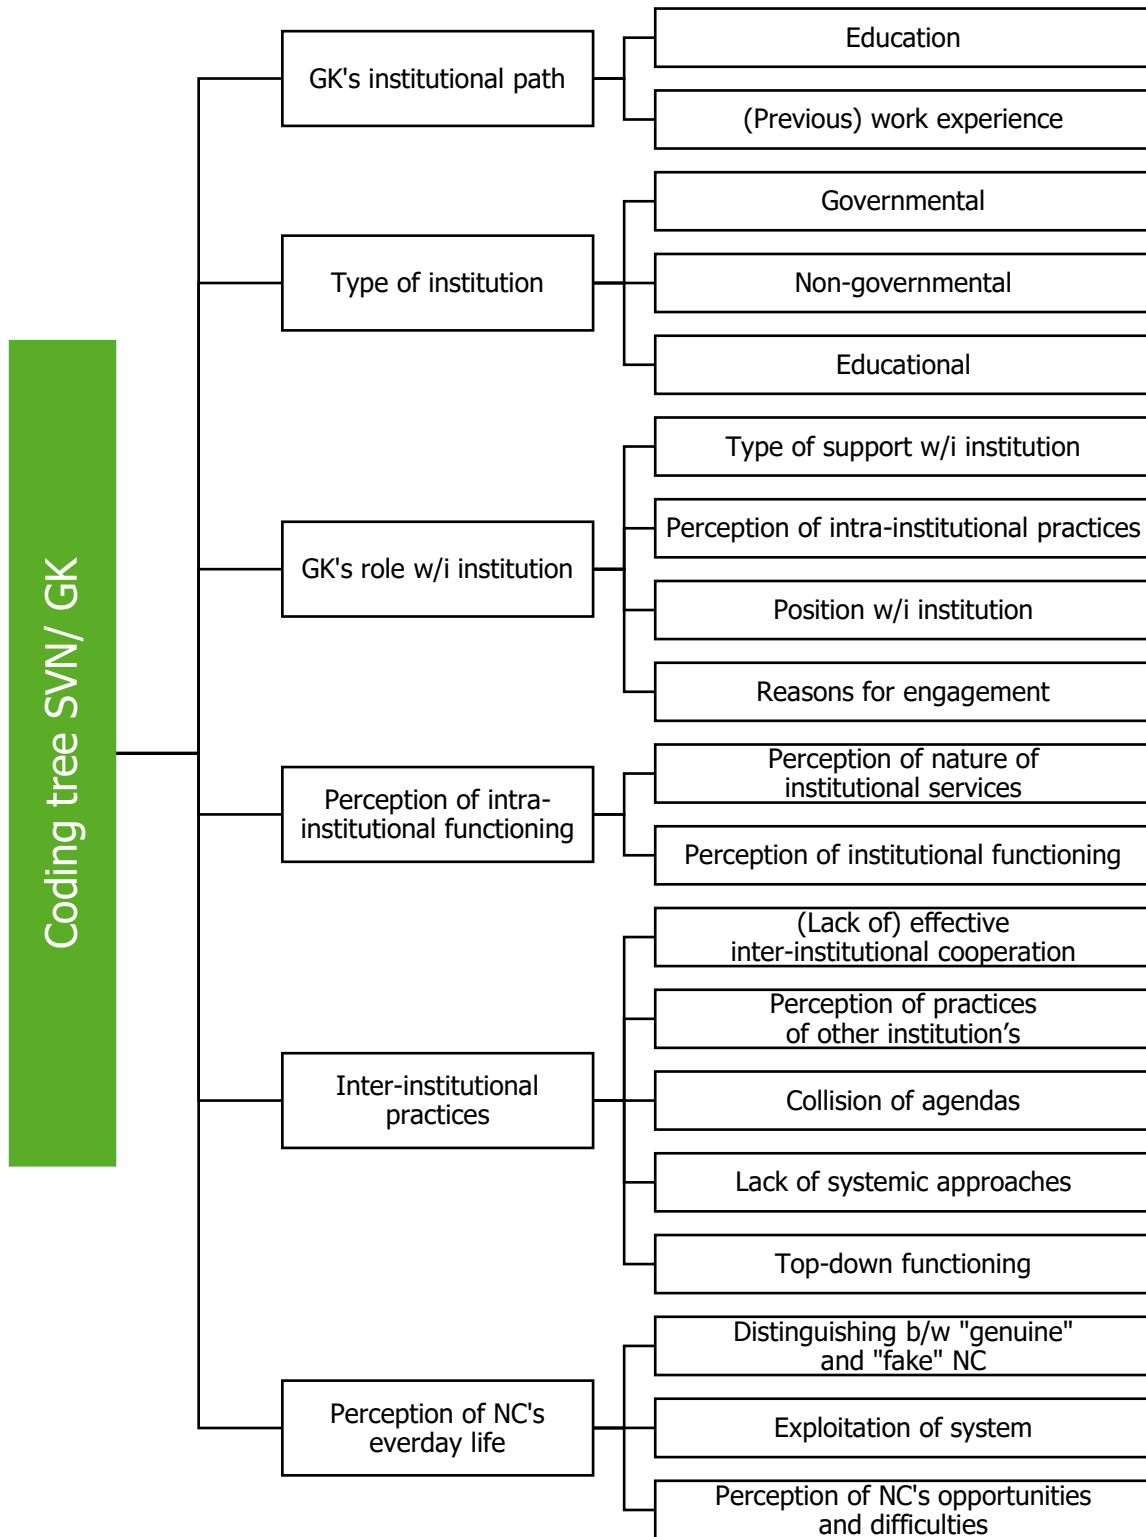 Coding tree SVN/ GK
GK's institutional path
Education
(Previous) work experience
Type of institution
Governmental
Non-governmental
Educational
GK's role w/i institution
Type of support w/i institution
Perception of intra-institutional practices
Position w/i institution
Reasons for engagement
Perception of intra-
institutional functioning
Perception of nature of
institutional services
Perception of institutional functioning
Inter-institutional
practices
(Lack of) effective
inter-institutional cooperation
Perception of practices
of other institution’s
Collision of agendas
Lack of systemic approaches
Top-down functioning
Perception of NC's
everday life
Distinguishing b/w "genuine"
and "fake" NC
Exploitation of system
Perception of NC's opportunities
and difficulties